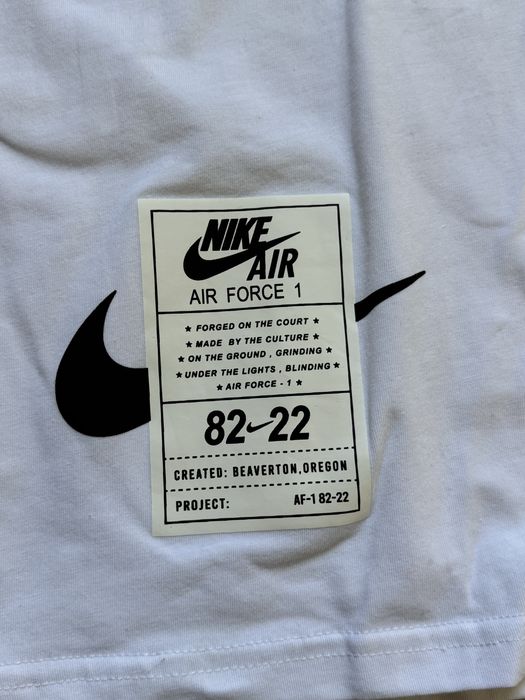 NIKE
AIR
AIR FORCE 1
★ FORGED ON THE COURT ★
★ MADE BY THE CULTURE ★
★ ON THE GROUND , GRINDING ★
★ UNDER THE LIGHTS , BLINDING ★
★ AIR FORCE - 1 ★
82 22
CREATED: BEAVERTON,OREGON
PROJECT: AF-1 82-22